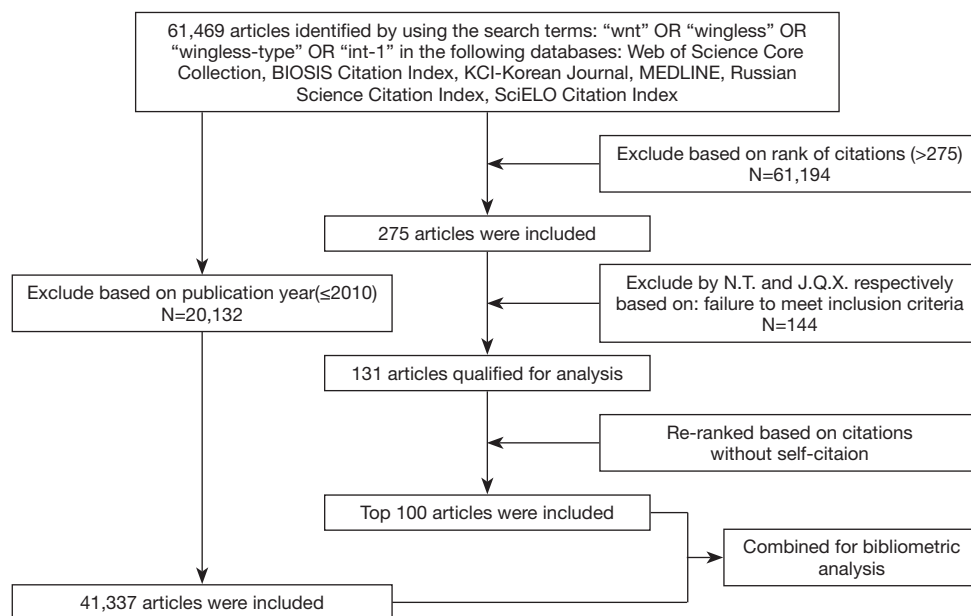 61,469 articles identified by using the search terms: “wnt” OR “wingless” OR
“wingless-type” OR “int-1” in the following databases: Web of Science Core
Collection, BIOSIS Citation Index, KCI-Korean Journal, MEDLINE, Russian
Science Citation Index, SciELO Citation Index
Exclude based on rank of citations (>275)
N=61,194
275 articles were included
Exclude based on publication year(≤2010)
N=20,132
Exclude by N.T. and J.Q.X. respectively
based on: failure to meet inclusion criteria
N=144
131 articles qualified for analysis
Re-ranked based on citations
without self-citaion
Top 100 articles were included
Combined for bibliometric
analysis
41,337 articles were included